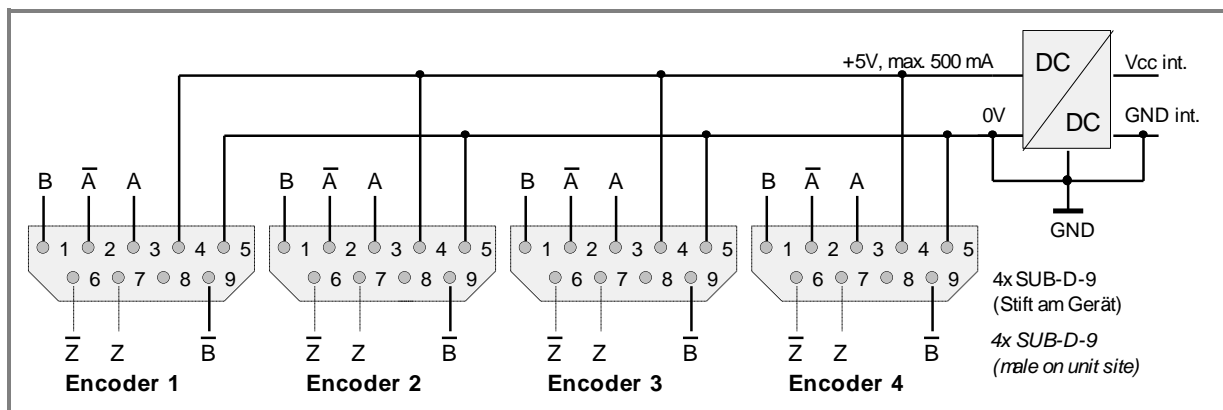 +5V, max. 500 mA
DC
Vcc int.
0V
DC
GND int.
GND
B A̅ A
1 2 3 4 5
6 7 8 9
Z̅ Z B̅
Encoder 1
B A̅ A
1 2 3 4 5
6 7 8 9
Z̅ Z B̅
Encoder 2
B A̅ A
1 2 3 4 5
6 7 8 9
Z̅ Z B̅
Encoder 3
B A̅ A
1 2 3 4 5
6 7 8 9
Z̅ Z B̅
Encoder 4
4x SUB-D-9
(Stift am Gerät)
4x SUB-D-9
(male on unit site)